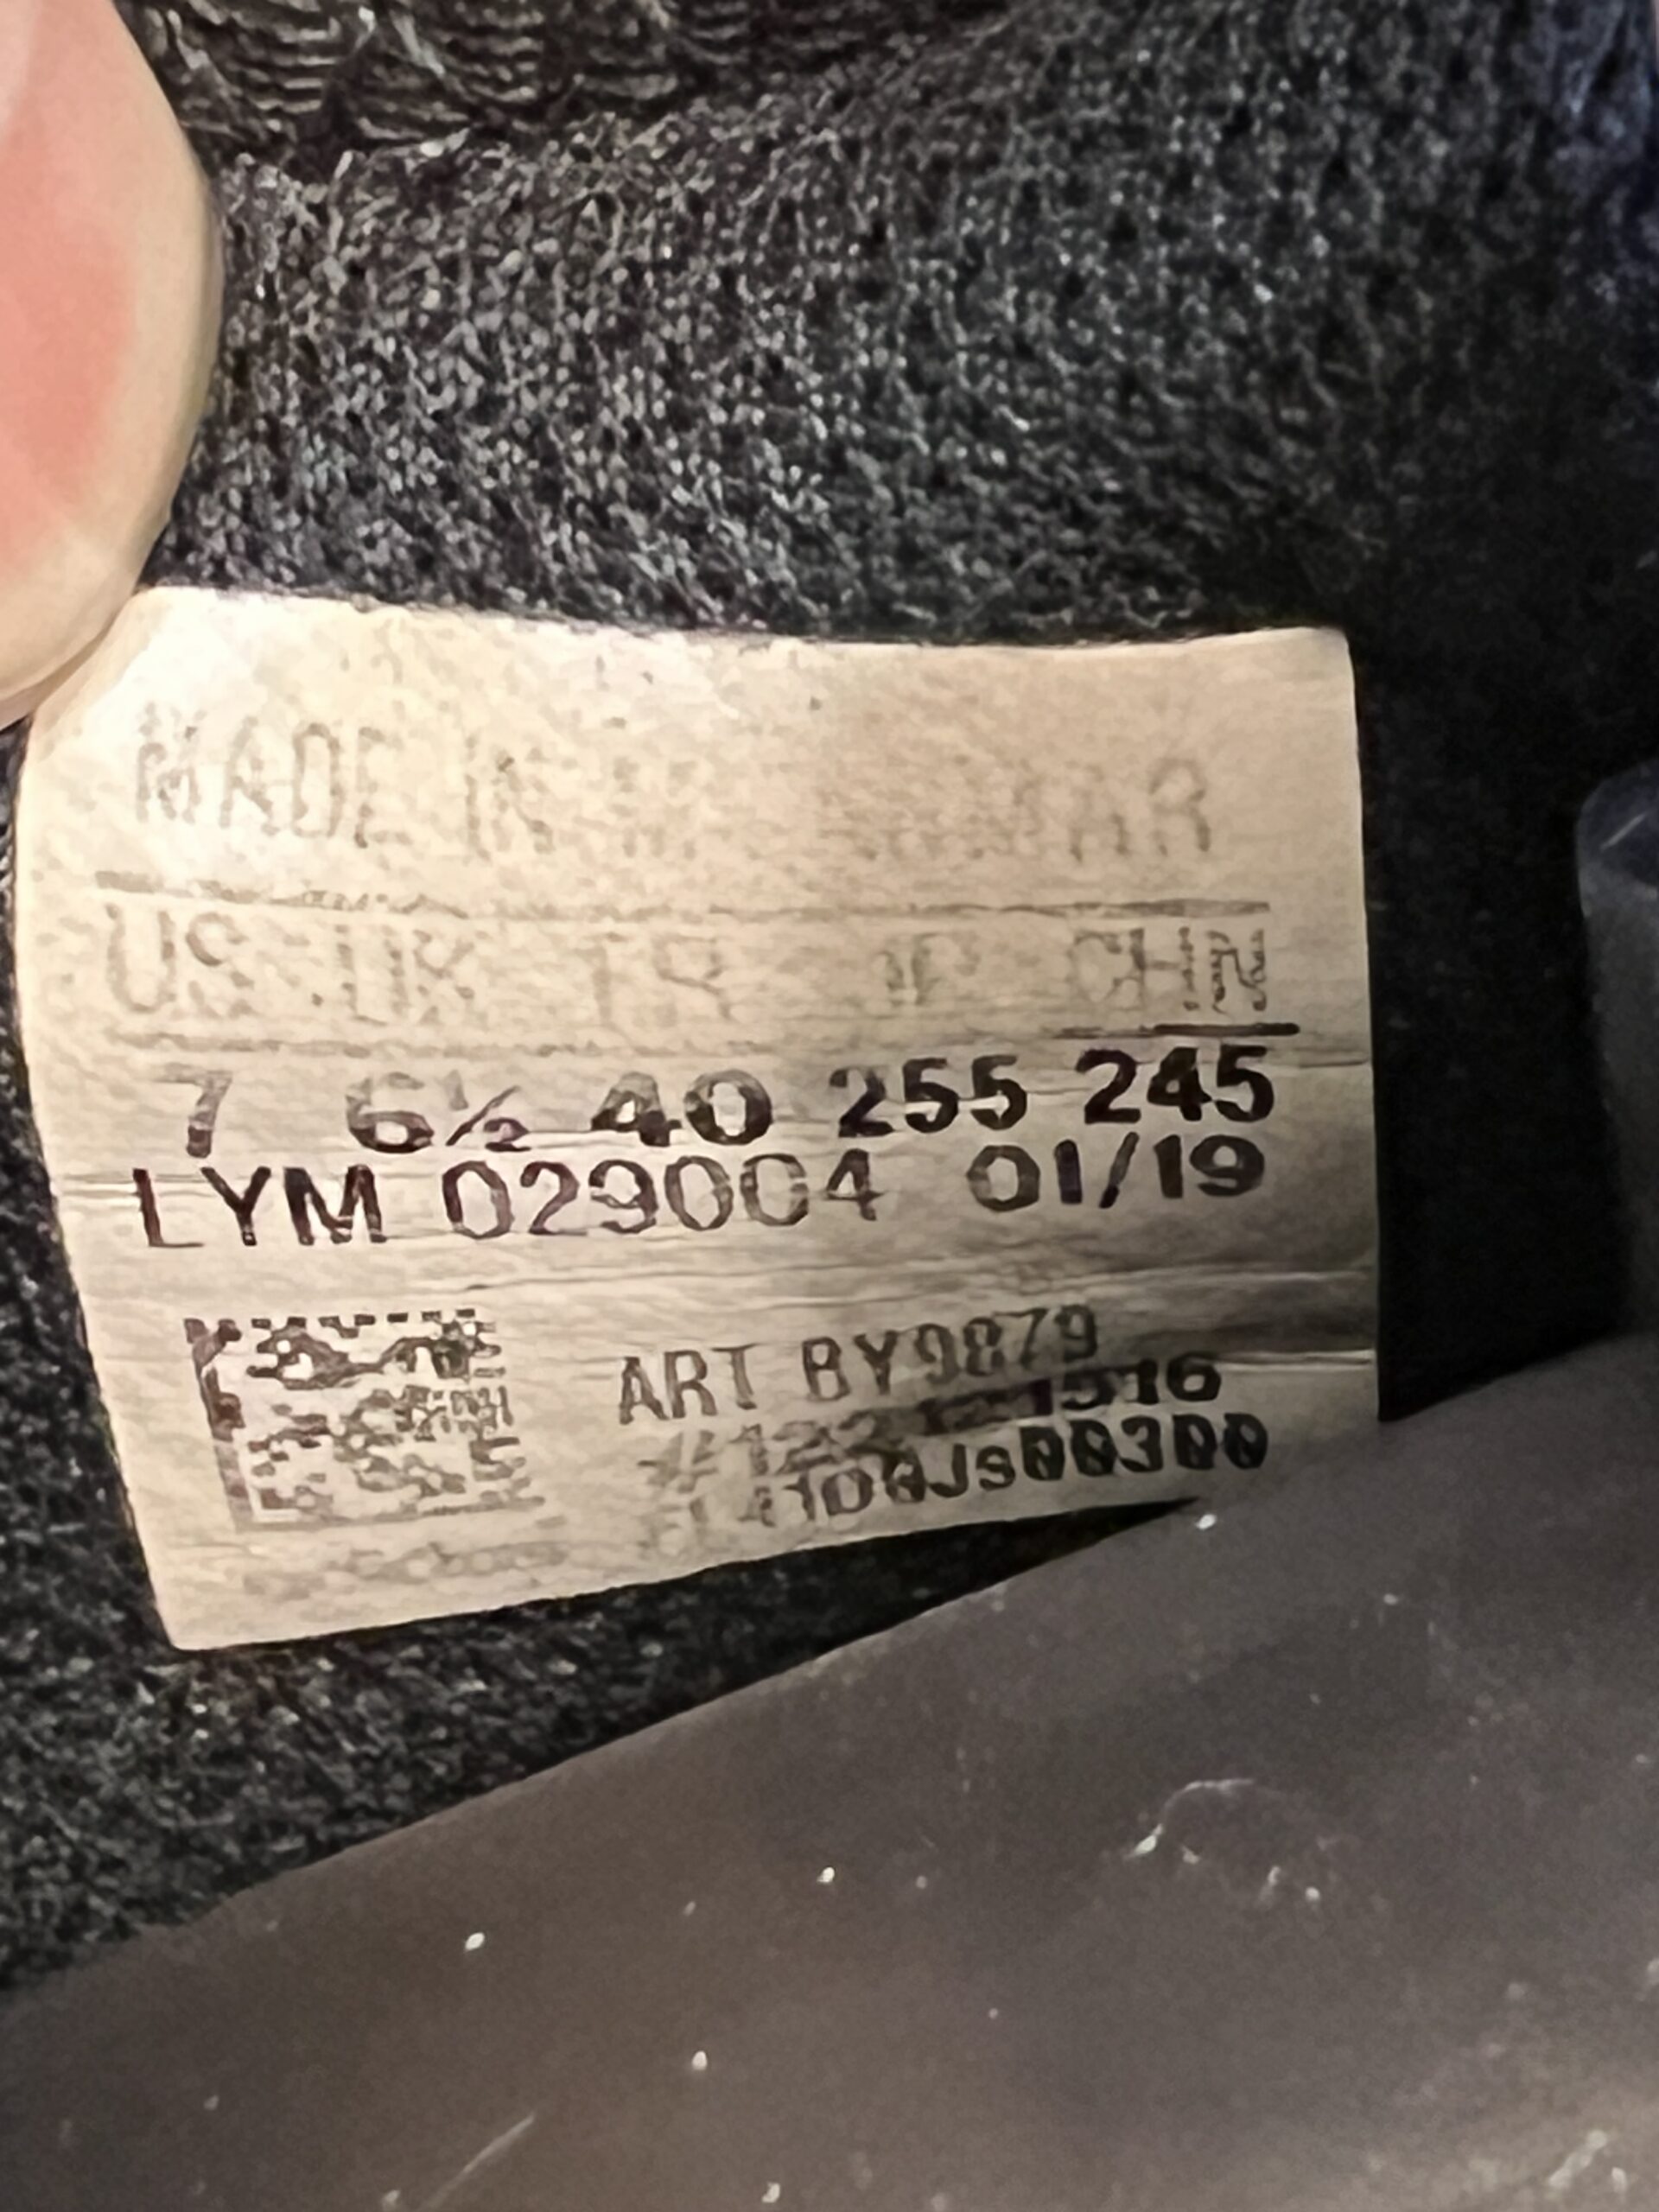 MADE IN
US UK FR JP CHN
7 6½ 40 255 245
LYM 029004 01/19
ART BY9879